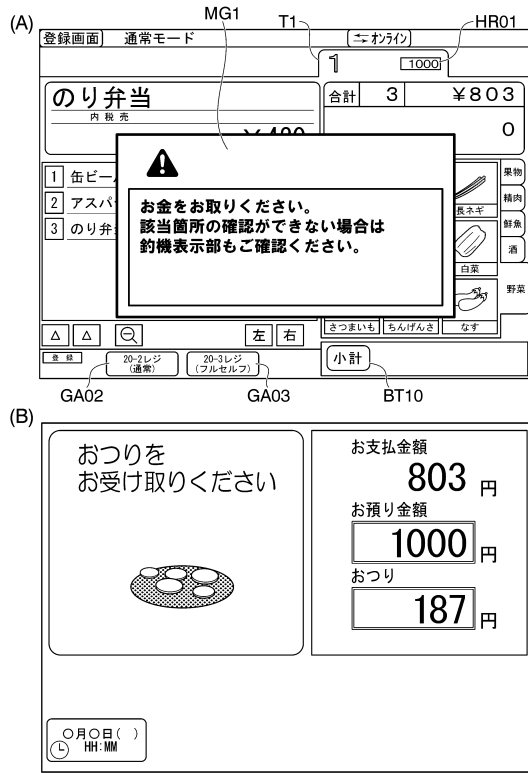 (A)
MG1
T1
HR01
登録画面 通常モード
オンライン
1 1000
のり弁当
内税売
合計 3 ¥803
0
1 缶ビー
2 アスパ
3 のり弁
お金をお取りください。
該当箇所の確認ができない場合は
釣機表示部もご確認ください。
果物
精肉
鮮魚
酒
野菜
長ネギ
白菜
さつまいも ちんげんさ なす
左 右
小計
登録
20-2レジ
(通常)
20-3レジ
(フルセルフ)
GA02
GA03
BT10
(B)
おつりを
お受け取りください
お支払金額
803 円
お預り金額
1000 円
おつり
187 円
○月○日( )
HH:MM